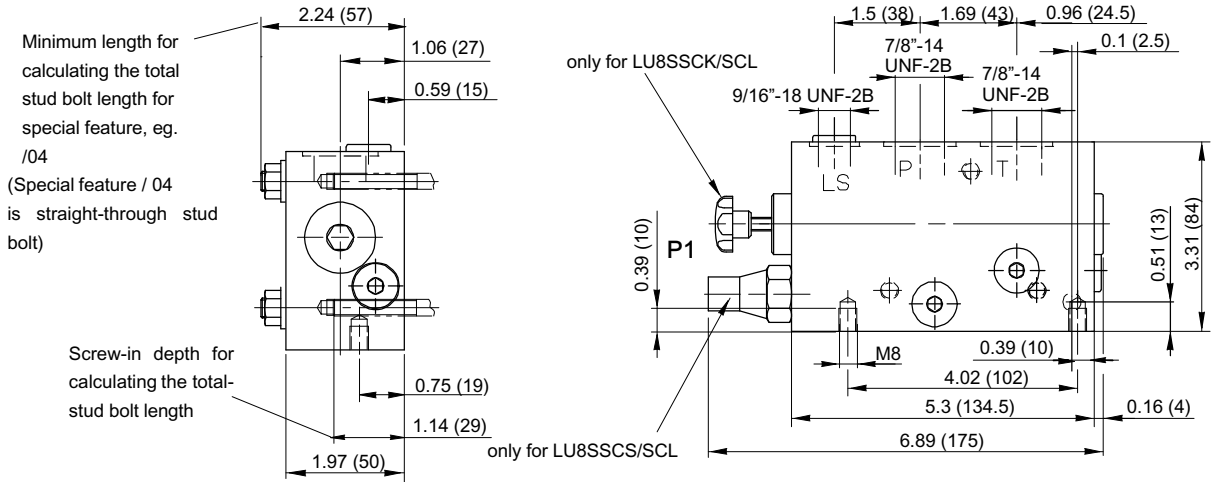 Minimum length for
calculating the total
stud bolt length for
special feature, eg.
/04
(Special feature / 04
is straight-through stud
bolt)
2.24 (57)
1.06 (27)
0.59 (15)
Screw-in depth for
calculating the total-
stud bolt length
0.75 (19)
1.14 (29)
1.97 (50)
1.5 (38)
1.69 (43)
0.96 (24.5)
0.1 (2.5)
7/8”-14
UNF-2B
7/8”-14
UNF-2B
9/16”-18 UNF-2B
only for LU8SSCK/SCL
LS
P
T
P1
0.39 (10)
0.51 (13)
3.31 (84)
M8
0.39 (10)
4.02 (102)
5.3 (134.5)
0.16 (4)
6.89 (175)
only for LU8SSCS/SCL